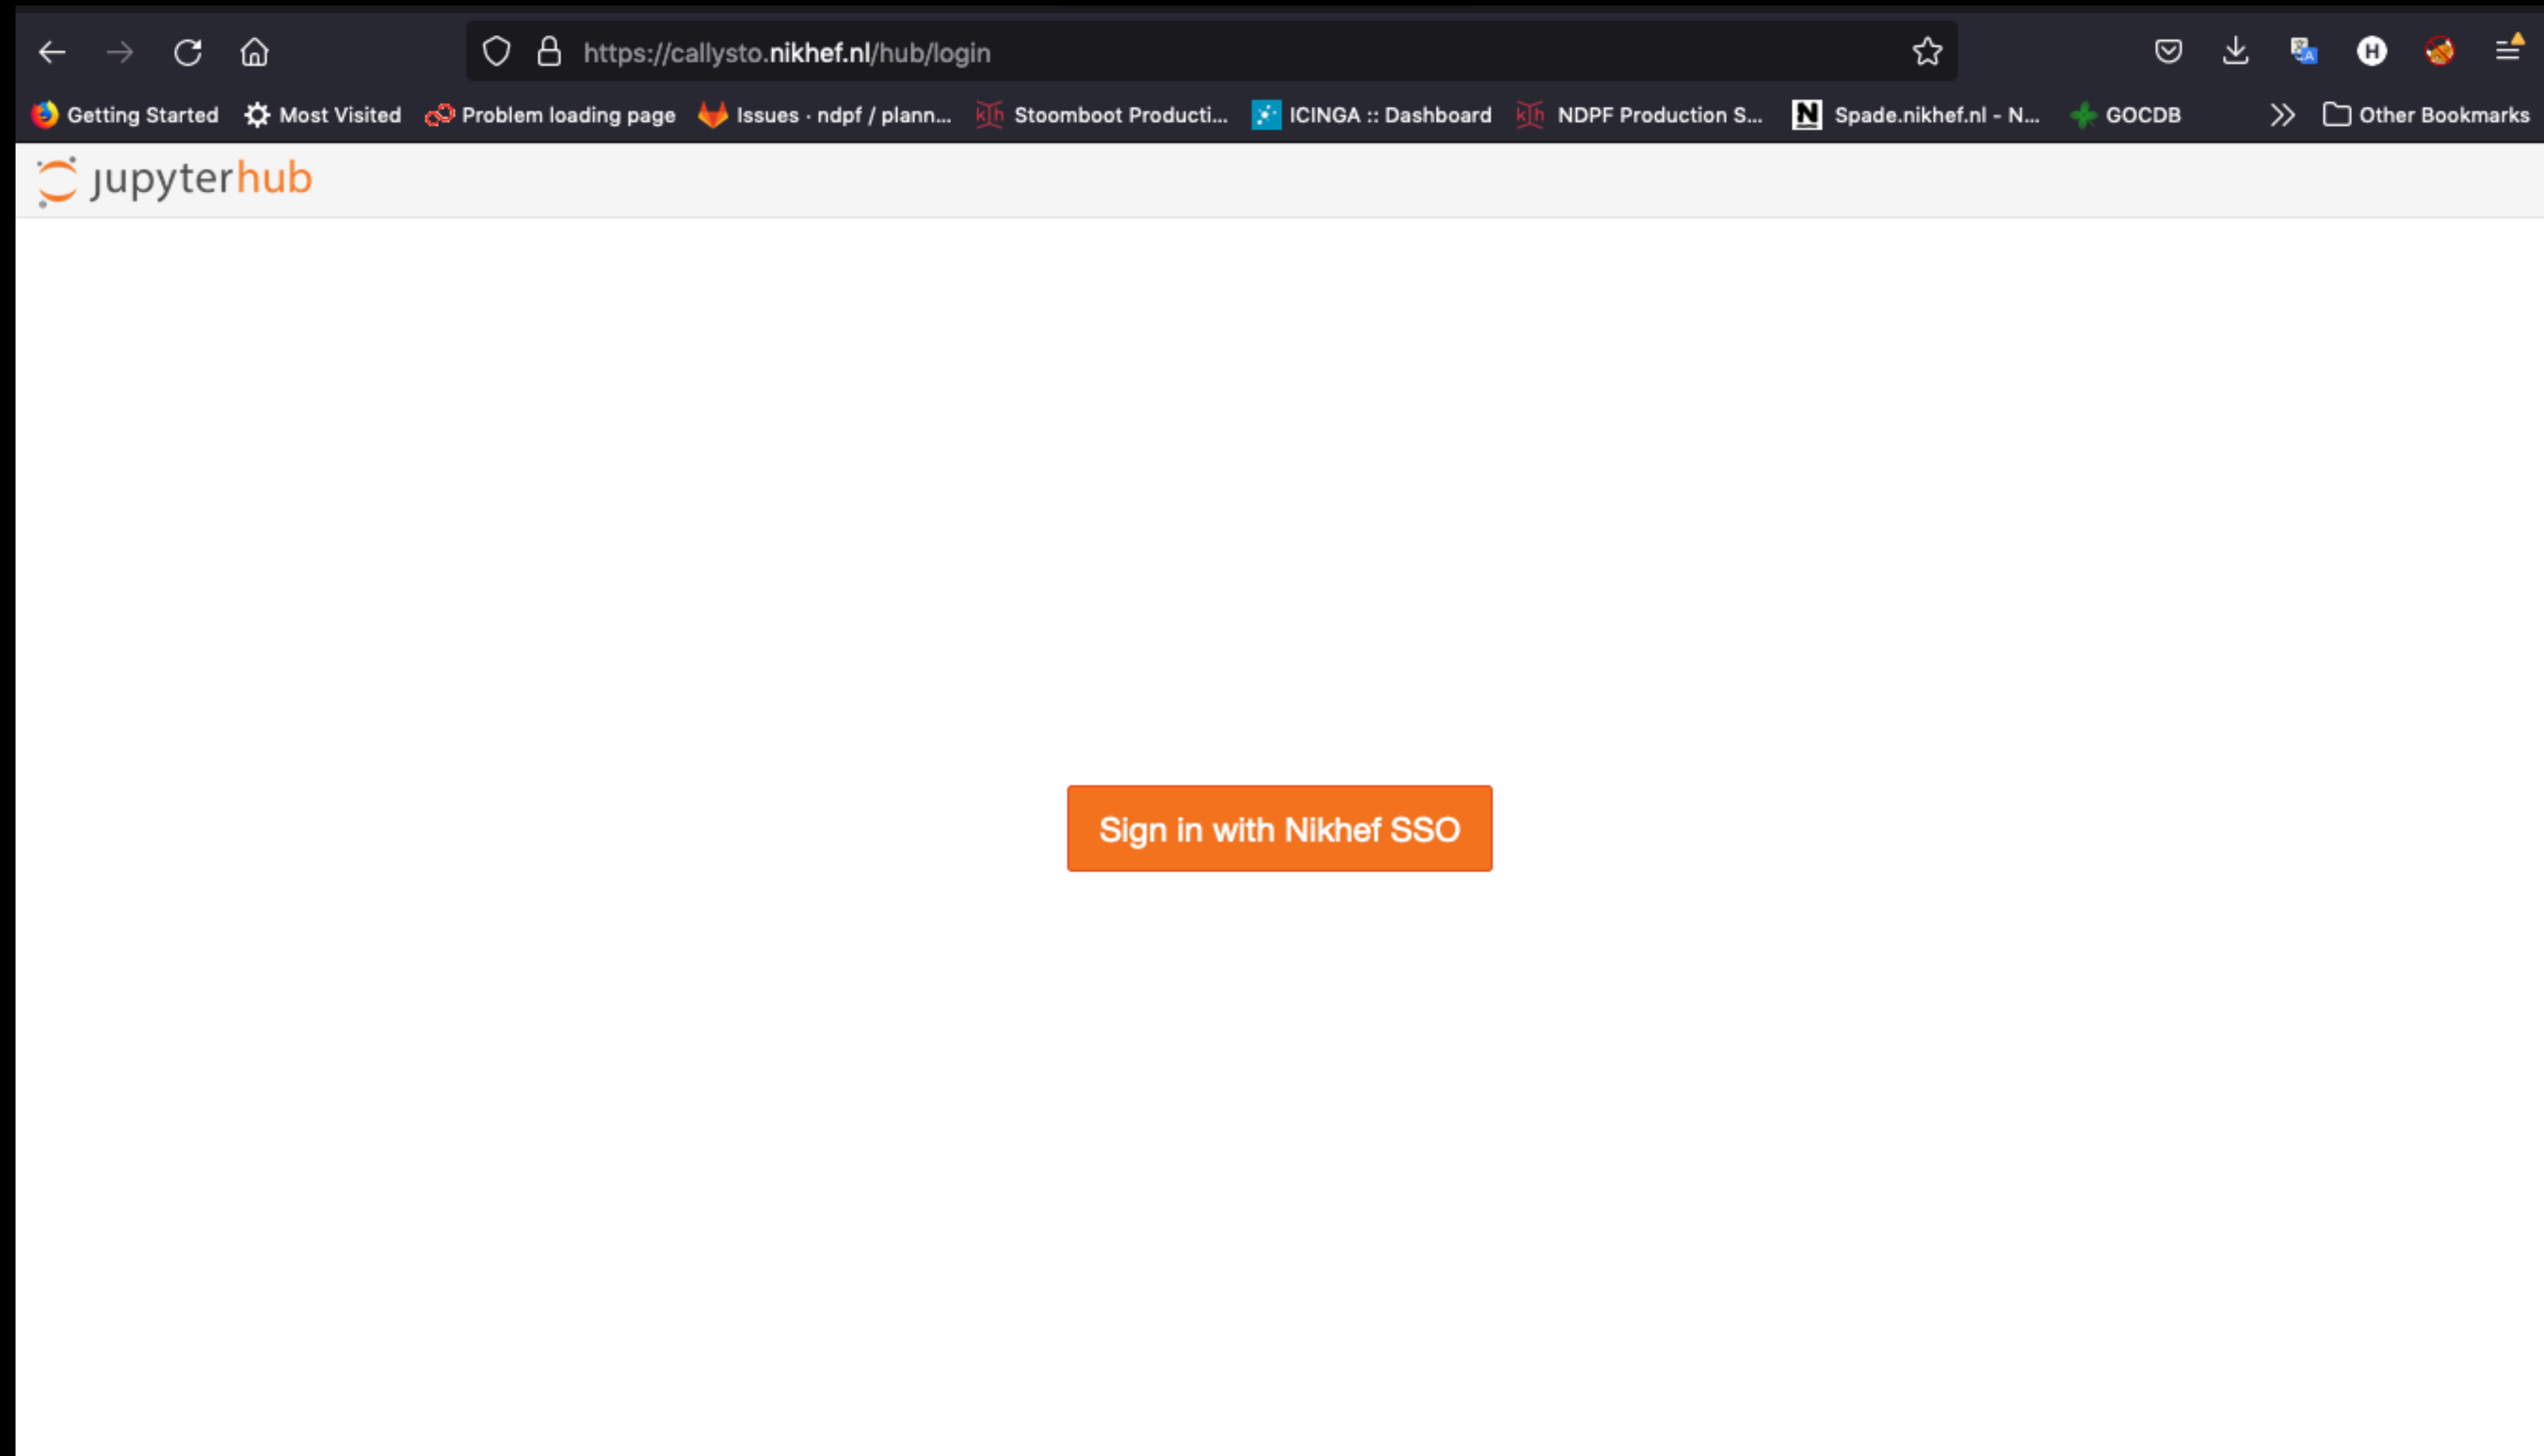 https://callysto.nikhef.nl/hub/login
Getting Started Most Visited Problem loading page Issues · ndpf / plann... Stoomboot Producti... ICINGA :: Dashboard NDPF Production S... Spade.nikhef.nl - N... GOCDB Other Bookmarks
jupyterhub
Sign in with Nikhef SSO